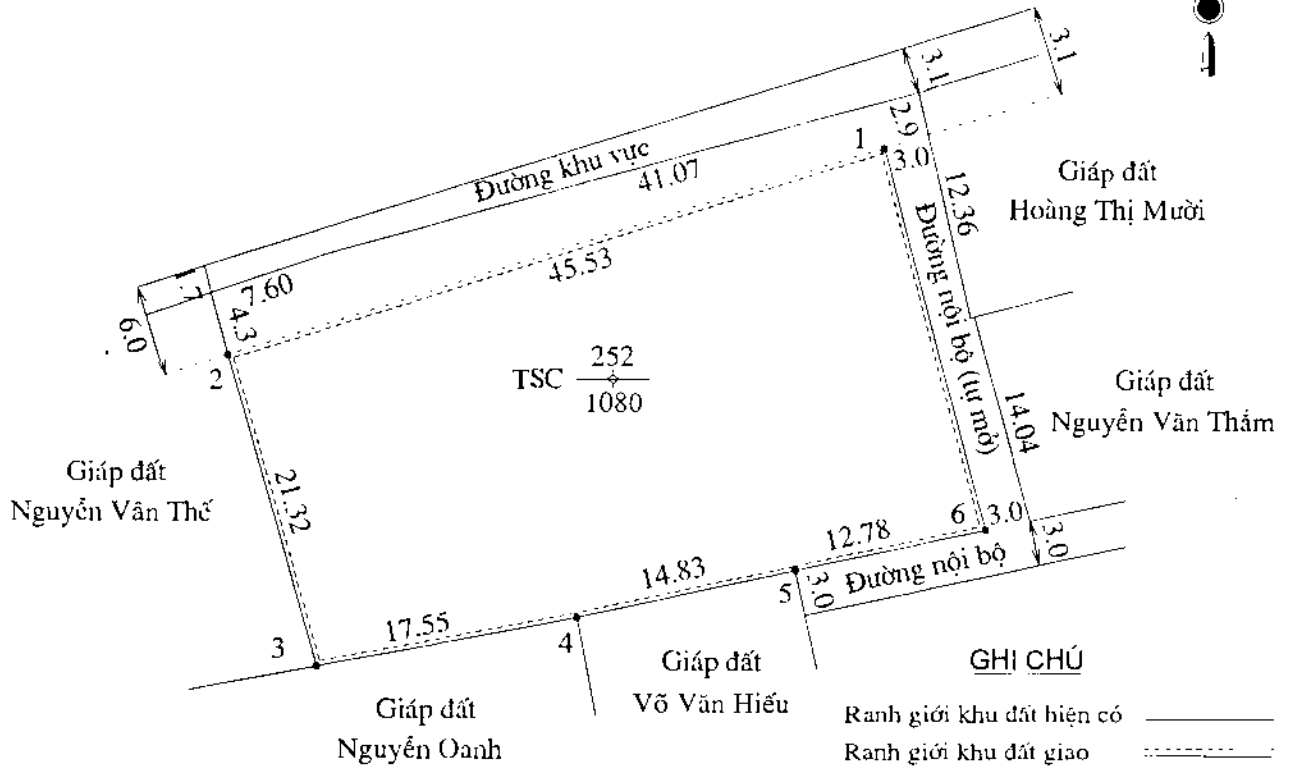 3.1
3.1
2.9
1
3.0
Đường khu vực
41.07
12.36
Giáp đất
Hoàng Thị Mười
1.7
7.60
45.53
4.3
6.0
2
Đường nội bộ (tự mở)
TSC 252
1080
14.04
Giáp đất
Nguyễn Văn Thắm
Giáp đất
Nguyễn Văn Thế
21.32
6
3.0
12.78
3.0
14.83
5
3.0
Đường nội bộ
17.55
3
4
Giáp đất
Võ Văn Hiếu
GHI CHÚ
Giáp đất
Nguyễn Oanh
Ranh giới khu đất hiện có
Ranh giới khu đất giao